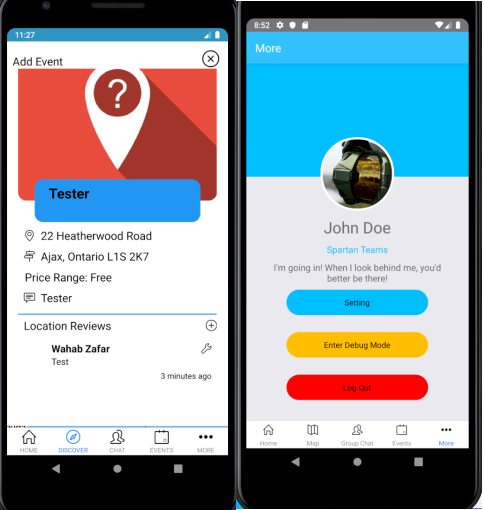 11:27
Add Event
?
Tester
22 Heatherwood Road
Ajax, Ontario L1S 2K7
Price Range: Free
Tester
Location Reviews
Wahab Zafar
Test
3 minutes ago
HOME DISCOVER CHAT EVENTS MORE
8:52
More
John Doe
Spartan Teams
I'm going in! When I look behind me, you'd
better be there!
Setting
Enter Debug Mode
Log Out
Home Map Group Chat Events More